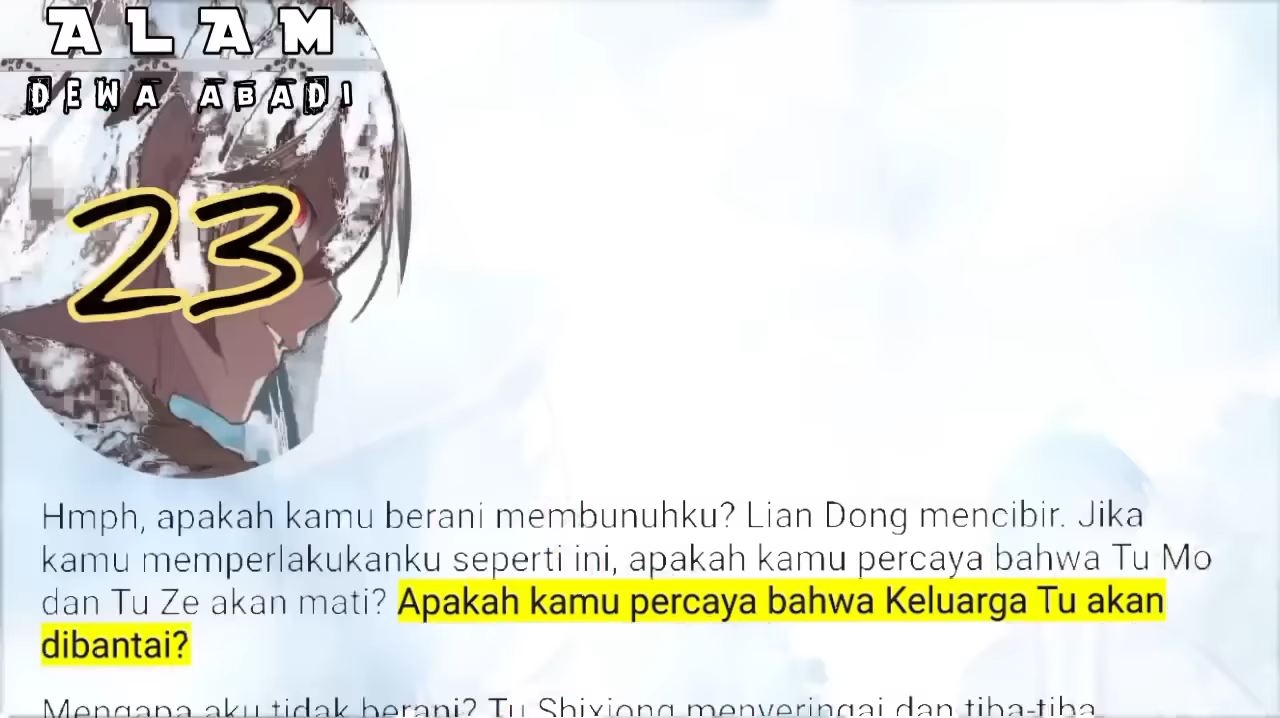 ALAM
DEWA ABADI
23
Hmph, apakah kamu berani membunuhku? Lian Dong mencibir. Jika
kamu memperlakukanku seperti ini, apakah kamu percaya bahwa Tu Mo
dan Tu Ze akan mati? Apakah kamu percaya bahwa Keluarga Tu akan
dibantai?
Mengapa aku tidak berani? Tu Shixiong menyeringai dan tiba-tiba